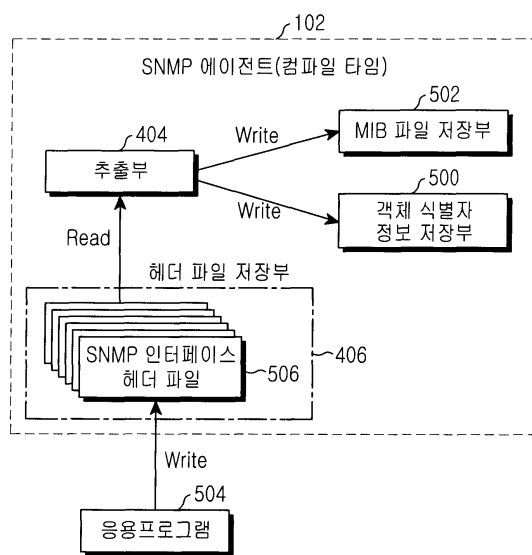 102
SNMP 에이전트(컴파일 타임)
502
MIB 파일 저장부
Write
404
추출부
500
객체 식별자
정보 저장부
Write
Read
헤더 파일 저장부
SNMP 인터페이스
헤더 파일
506
406
Write
504
응용프로그램